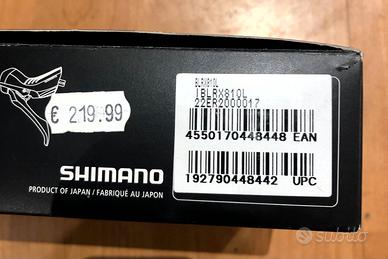 € 219.99
SHIMANO
PRODUCT OF JAPAN / FABRIQUÉ AU JAPON
BLRX810L
IBLRX810L
22ER2000017
4550170448448 EAN
192790448442 UPC
subito